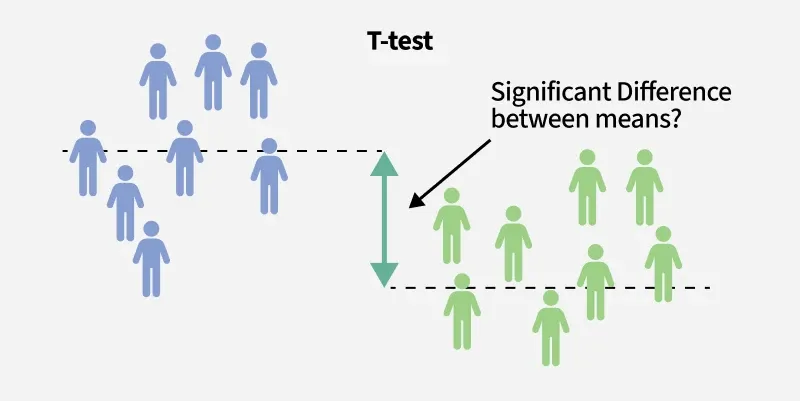 T-test
Significant Difference
between means?